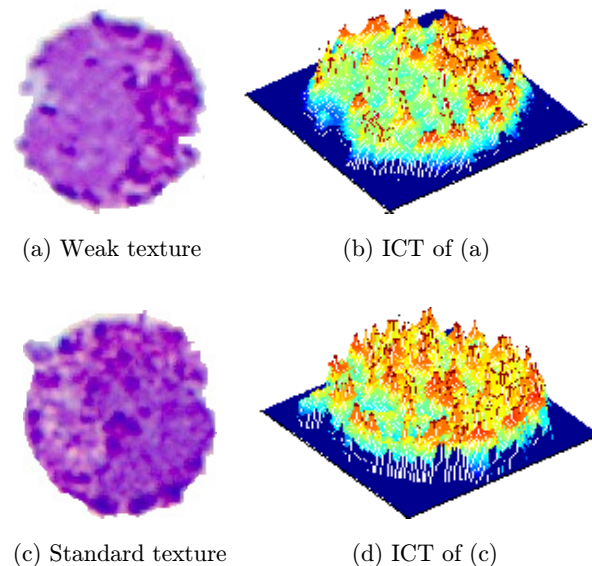 (a) Weak texture
(b) ICT of (a)
(c) Standard texture
(d) ICT of (c)